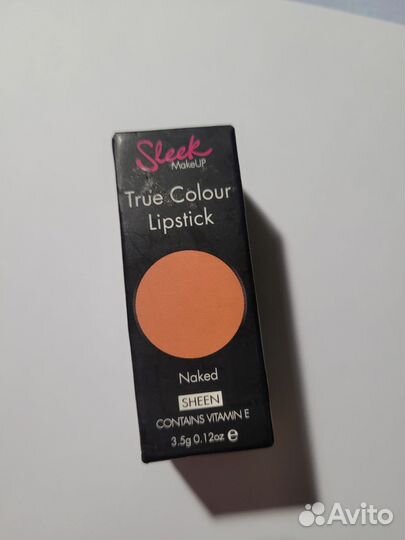 Sleek
MakeUP
True Colour
Lipstick
Naked
SHEEN
CONTAINS VITAMIN E
3.5g 0.12oz ℮
Avito